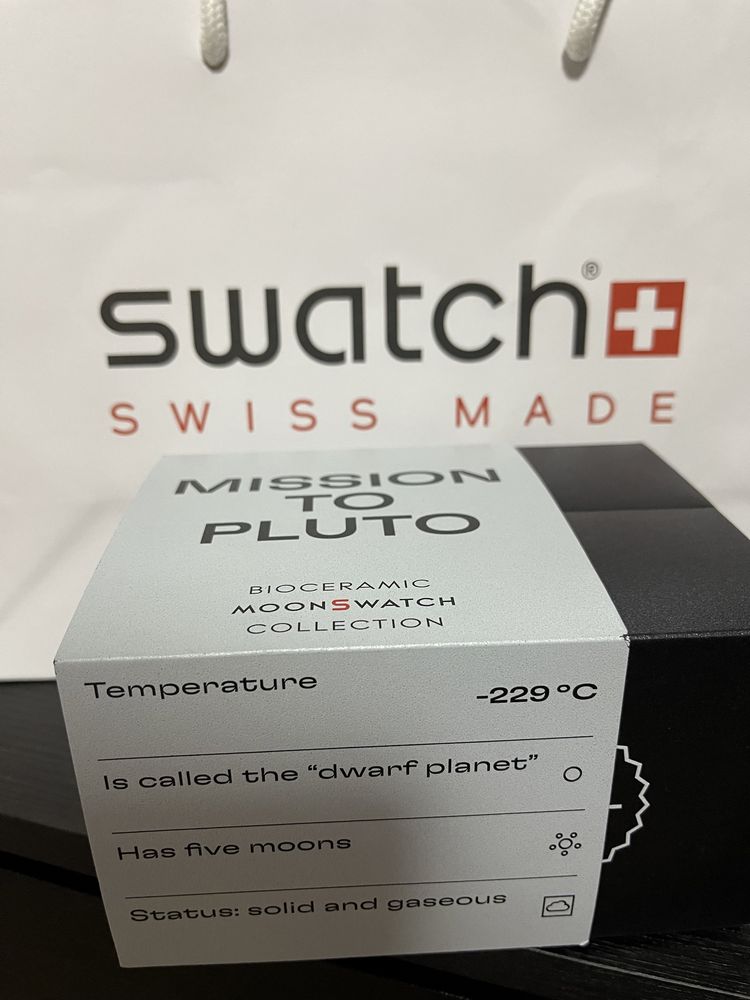 swatch®
SWISS MADE
MISSION
TO
PLUTO
BIOCERAMIC
MOONSWATCH
COLLECTION
Temperature -229 °C
Is called the “dwarf planet”
Has five moons
Status: solid and gaseous